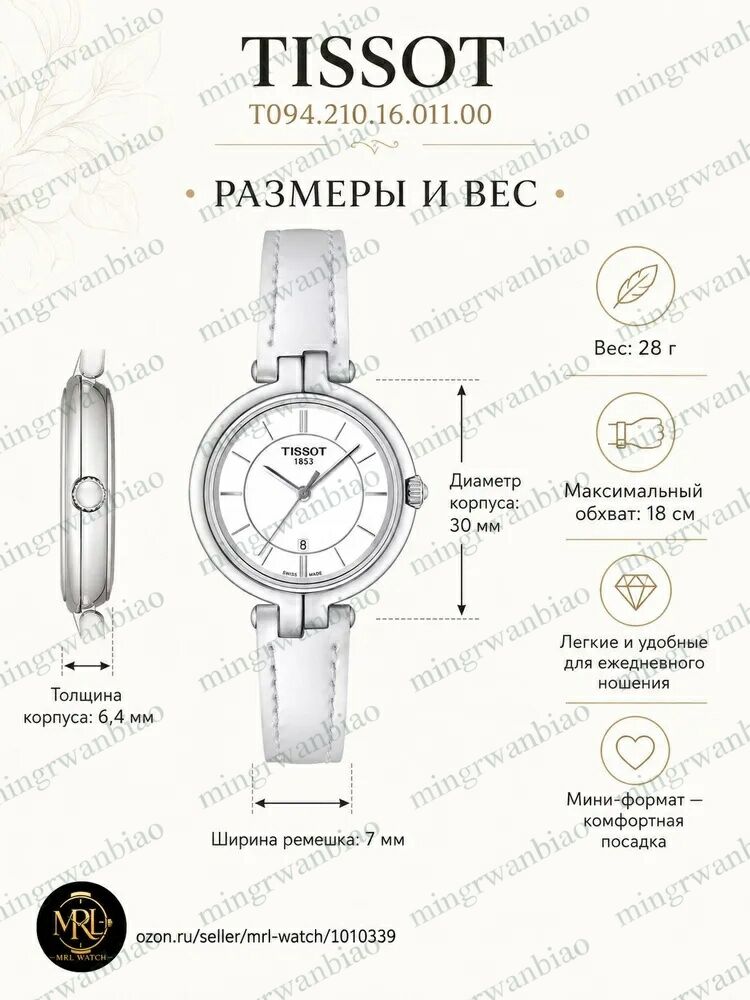 TISSOT
T094.210.16.011.00
• РАЗМЕРЫ И ВЕС •
Вес: 28 г
TISSOT
1853
6
SWISS MADE
Диаметр
корпуса:
30 мм
Максимальный
обхват: 18 см
Легкие и удобные
для ежедневного
ношения
Толщина
корпуса: 6,4 мм
Мини-формат –
комфортная
посадка
Ширина ремешка: 7 мм
MRL
MRL WATCH
ozon.ru/seller/mrl-watch/1010339
mingrwanbiao